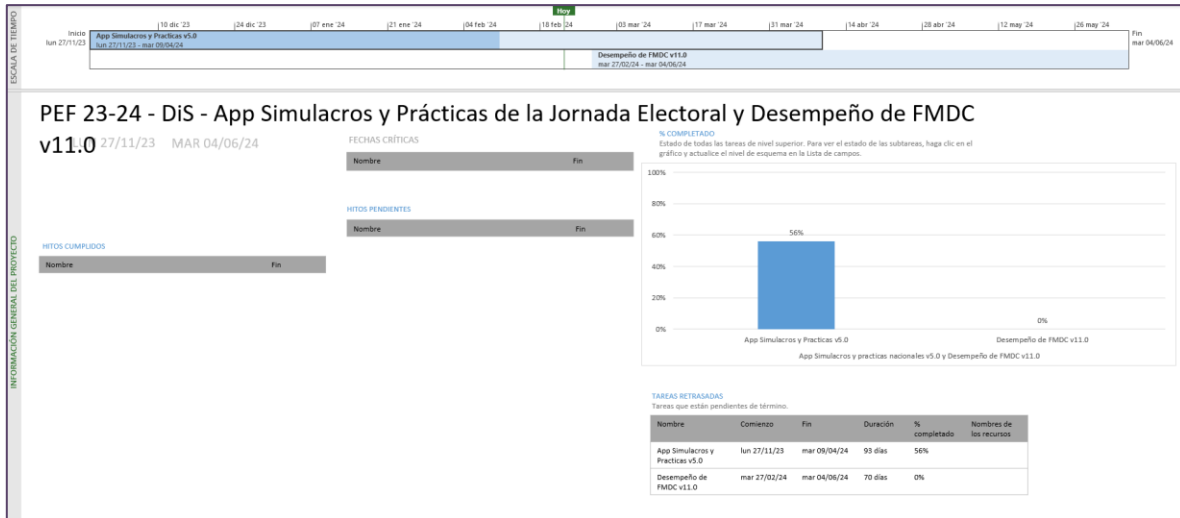 ESCALA DE TIEMPO
Hoy
10 dic '23
24 dic '23
07 ene '24
21 ene '24
04 feb '24
18 feb '24
03 mar '24
17 mar '24
31 mar '24
14 abr '24
28 abr '24
12 may '24
26 may '24
Inicio
lun 27/11/23
App Simulacros y Practicas v5.0
lun 27/11/23 - mar 09/04/24
Desempeño de FMDC v11.0
mar 27/02/24 - mar 04/06/24
Fin
mar 04/06/24
INFORMACIÓN GENERAL DEL PROYECTO
PEF 23-24 - DiS - App Simulacros y Prácticas de la Jornada Electoral y Desempeño de FMDC
v11.0
LUN 27/11/23 MAR 04/06/24
FECHAS CRÍTICAS
Nombre Fin
HITOS PENDIENTES
Nombre Fin
HITOS CUMPLIDOS
Nombre Fin
% COMPLETADO
Estado de todas las tareas de nivel superior. Para ver el estado de las subtareas, haga clic en el
gráfico y actualice el nivel de esquema en la Lista de campos.
100%
80%
60%
40%
20%
0%
56%
0%
App Simulacros y Practicas v5.0
Desempeño de FMDC v11.0
App Simulacros y practicas nacionales v5.0 y Desempeño de FMDC v11.0
TAREAS RETRASADAS
Tareas que están pendientes de término.
Nombre Comienzo Fin Duración % completado Nombres de los recursos
App Simulacros y Practicas v5.0 lun 27/11/23 mar 09/04/24 93 días 56%
Desempeño de FMDC v11.0 mar 27/02/24 mar 04/06/24 70 días 0%